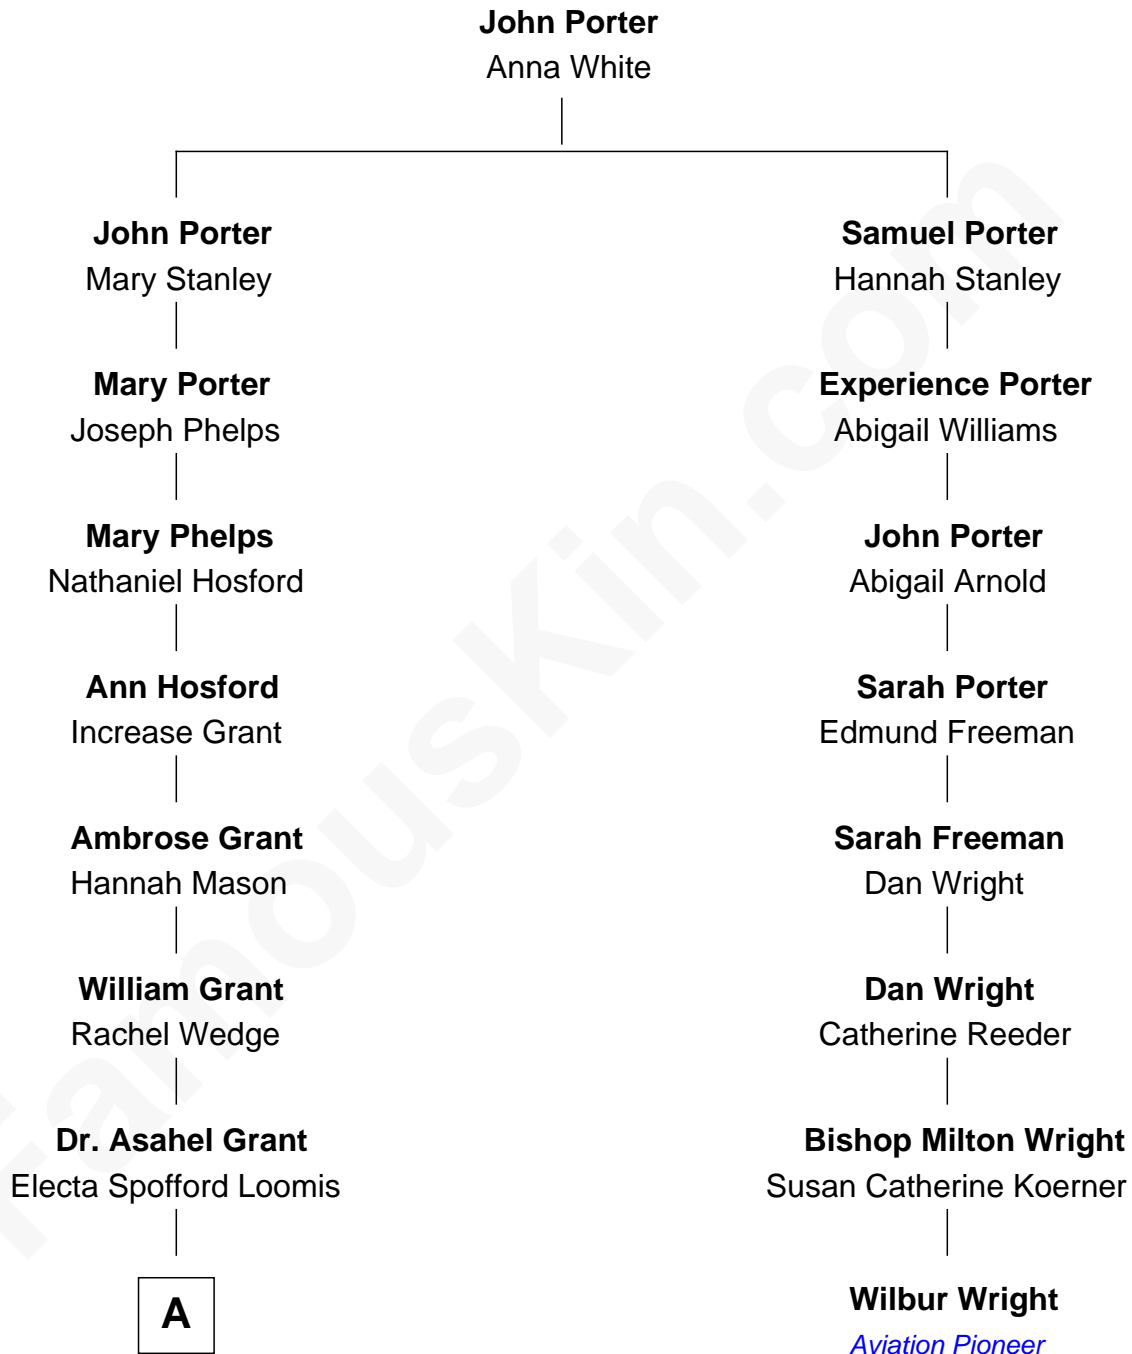 John Porter
Anna White
John Porter
Mary Stanley
Samuel Porter
Hannah Stanley
Mary Porter
Joseph Phelps
Experience Porter
Abigail Williams
Mary Phelps
Nathaniel Hosford
John Porter
Abigail Arnold
Ann Hosford
Increase Grant
Sarah Porter
Edmund Freeman
Ambrose Grant
Hannah Mason
Sarah Freeman
Dan Wright
William Grant
Rachel Wedge
Dan Wright
Catherine Reeder
Dr. Asahel Grant
Electa Spofford Loomis
Bishop Milton Wright
Susan Catherine Koerner
A
Wilbur Wright
Aviation Pioneer
FamousKin.com